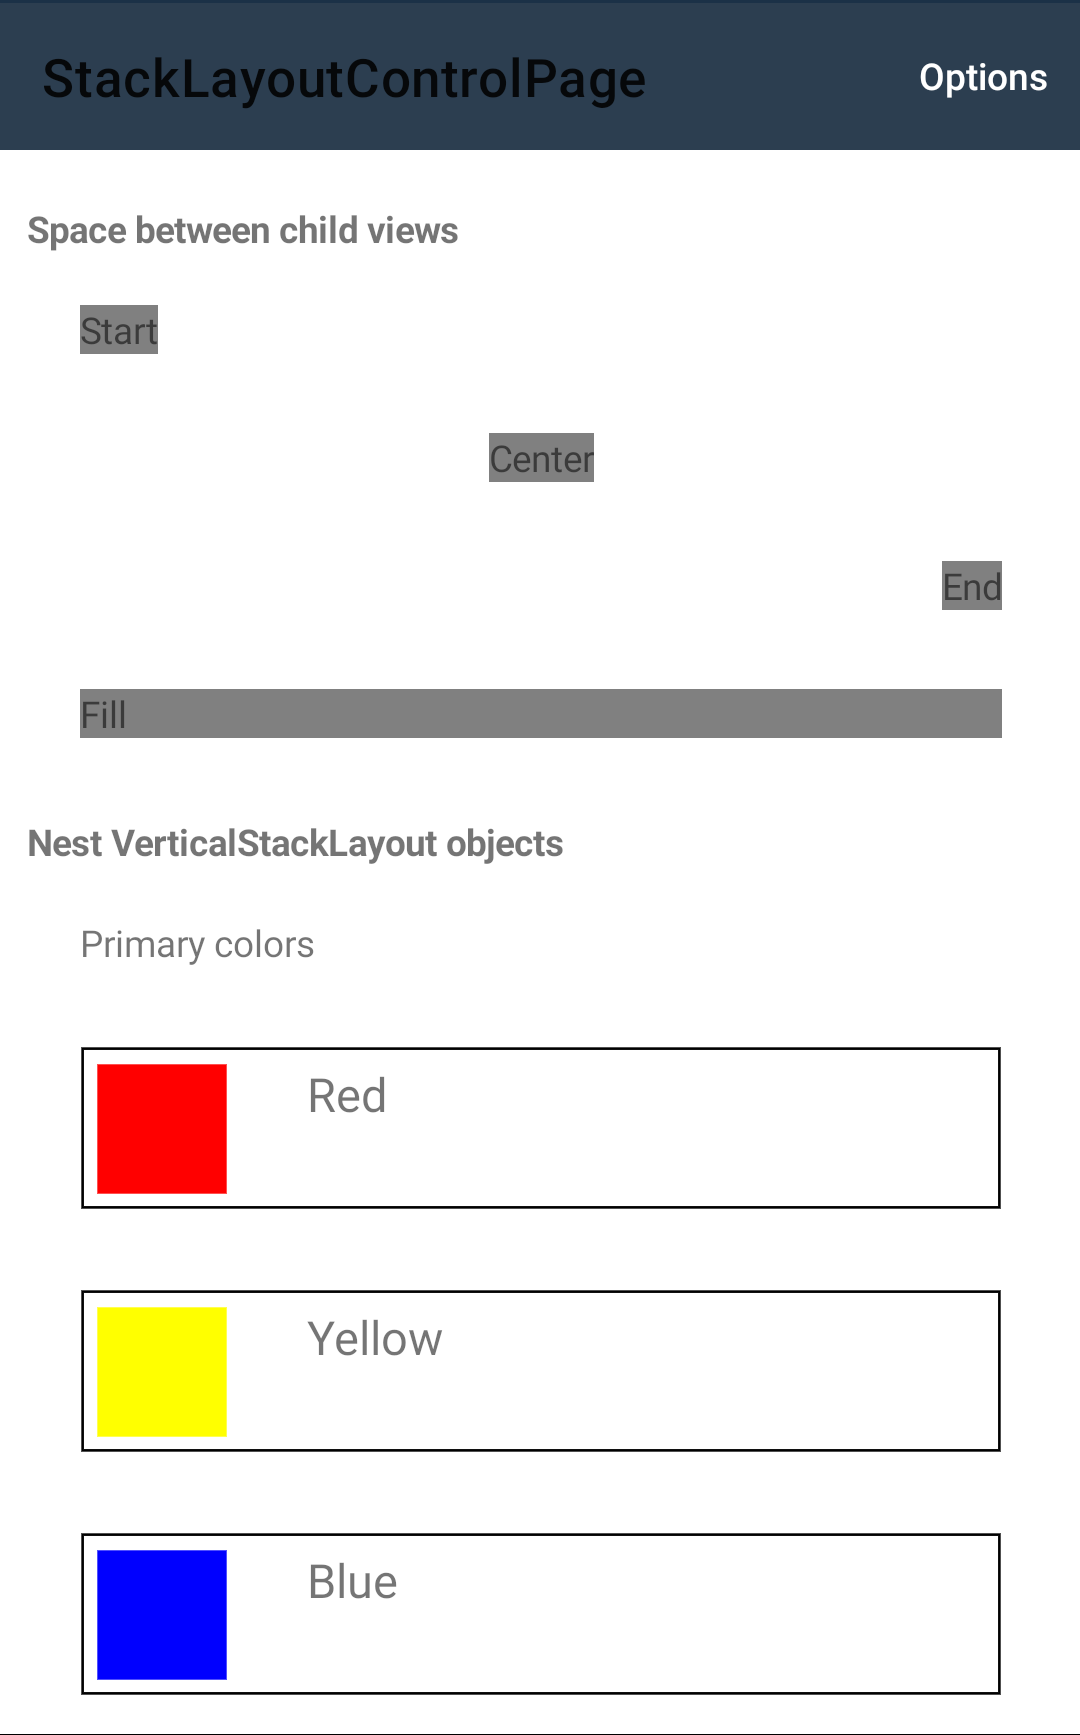 StackLayoutControlPage
Options
Space between child views
Start
Center
End
Fill
Nest VerticalStackLayout objects
Primary colors
Red
Yellow
Blue